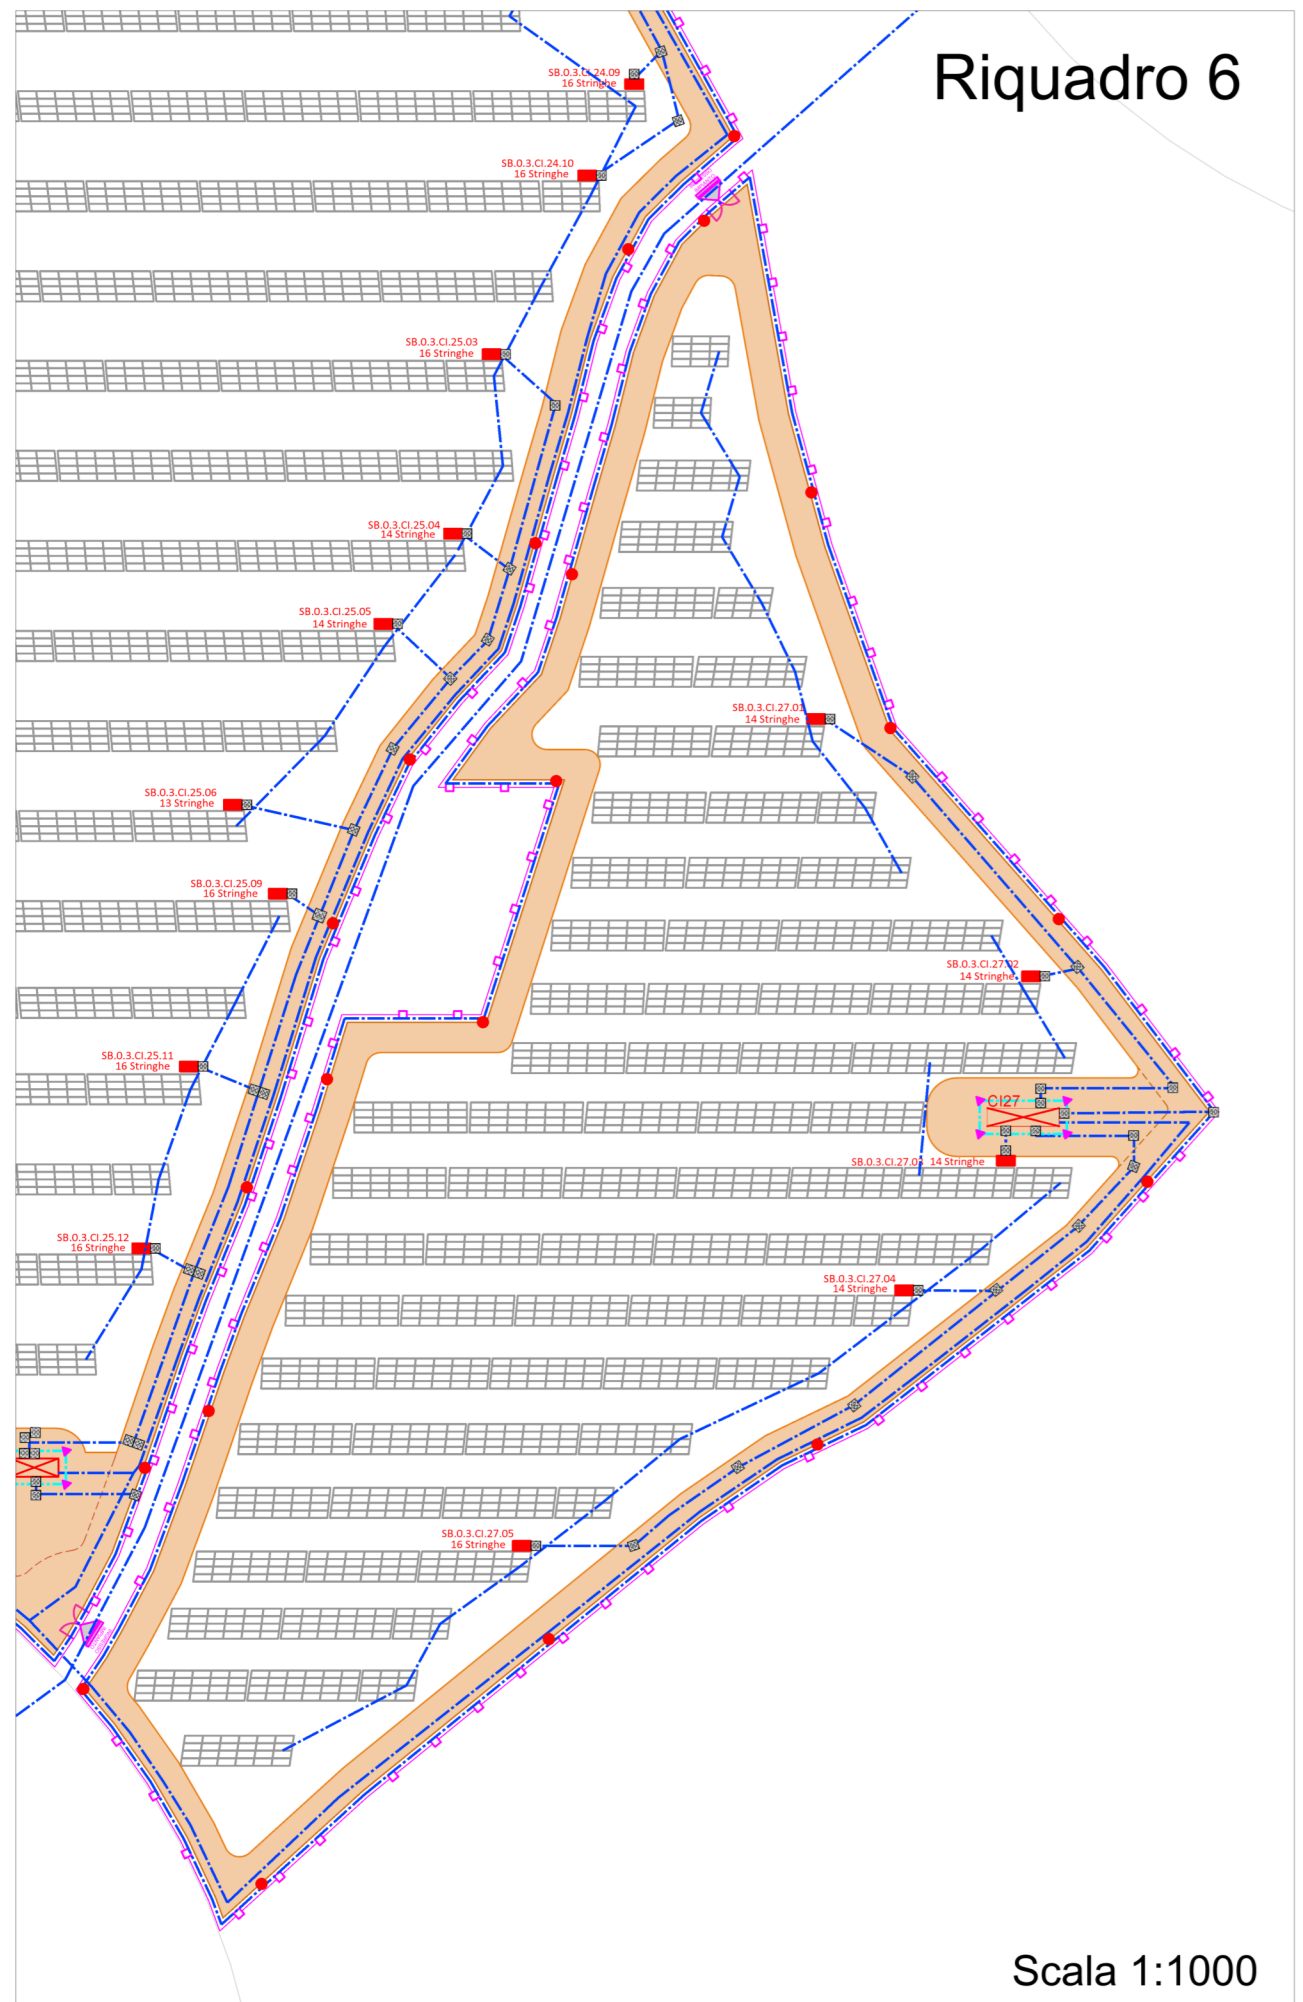 Riquadro 6
SB.0.3.CI.24.09
16 Stringhe
SB.0.3.CI.24.10
16 Stringhe
SB.0.3.CI.25.03
16 Stringhe
SB.0.3.CI.25.04
14 Stringhe
SB.0.3.CI.25.05
14 Stringhe
SB.0.3.CI.27.01
14 Stringhe
SB.0.3.CI.25.06
13 Stringhe
SB.0.3.CI.25.09
16 Stringhe
SB.0.3.CI.27.02
14 Stringhe
SB.0.3.CI.25.11
16 Stringhe
CI27
14 Stringhe
SB.0.3.CI.25.12
16 Stringhe
SB.0.3.CI.27.04
14 Stringhe
SB.0.3.CI.27.05
16 Stringhe
Scala 1:1000